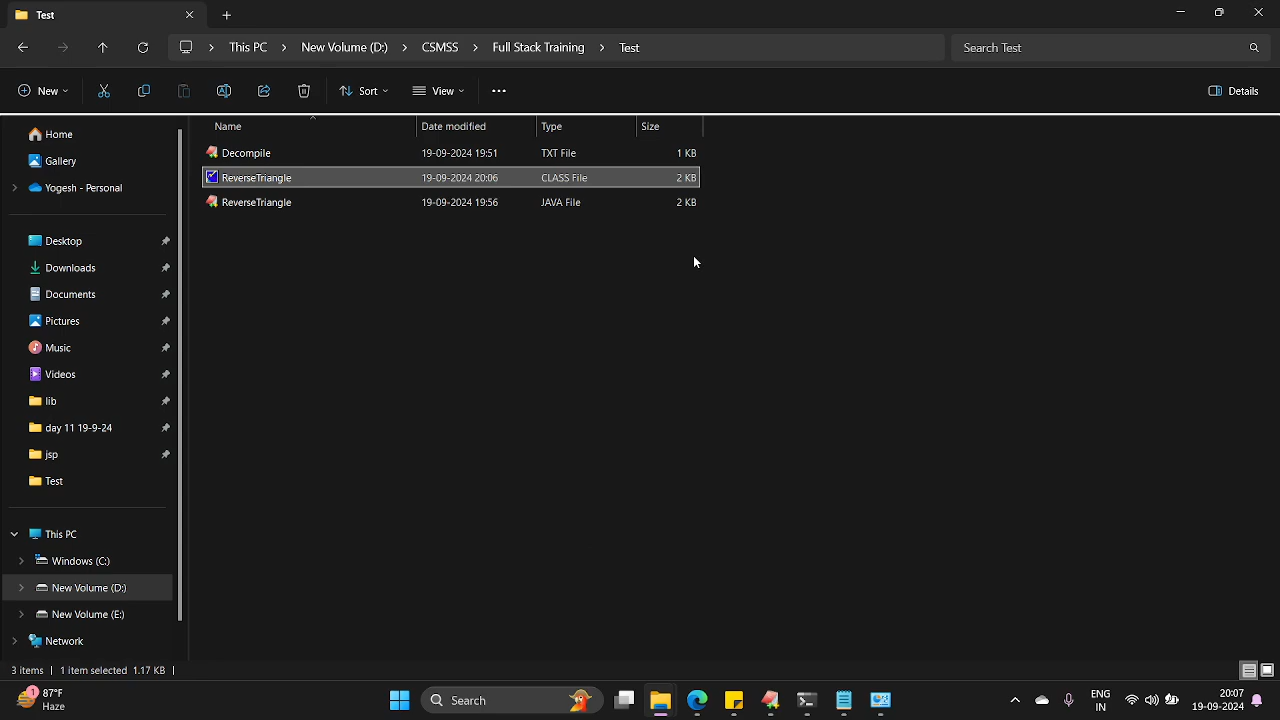 Test
This PC > New Volume (D:) > CSMSS > Full Stack Training > Test
Search Test
New
Sort
View
Details
Name Date modified Type Size
Decompile 19-09-2024 19:51 TXT File 1 KB
ReverseTriangle 19-09-2024 20:06 CLASS File 2 KB
ReverseTriangle 19-09-2024 19:56 JAVA File 2 KB
Home
Gallery
Yogesh - Personal
Desktop
Downloads
Documents
Pictures
Music
Videos
lib
day 11 19-9-24
jsp
Test
This PC
Windows (C:)
New Volume (D:)
New Volume (E:)
Network
3 items 1 item selected 1.17 KB
1
87°F
Haze
Search
ENG
IN
20:07
19-09-2024